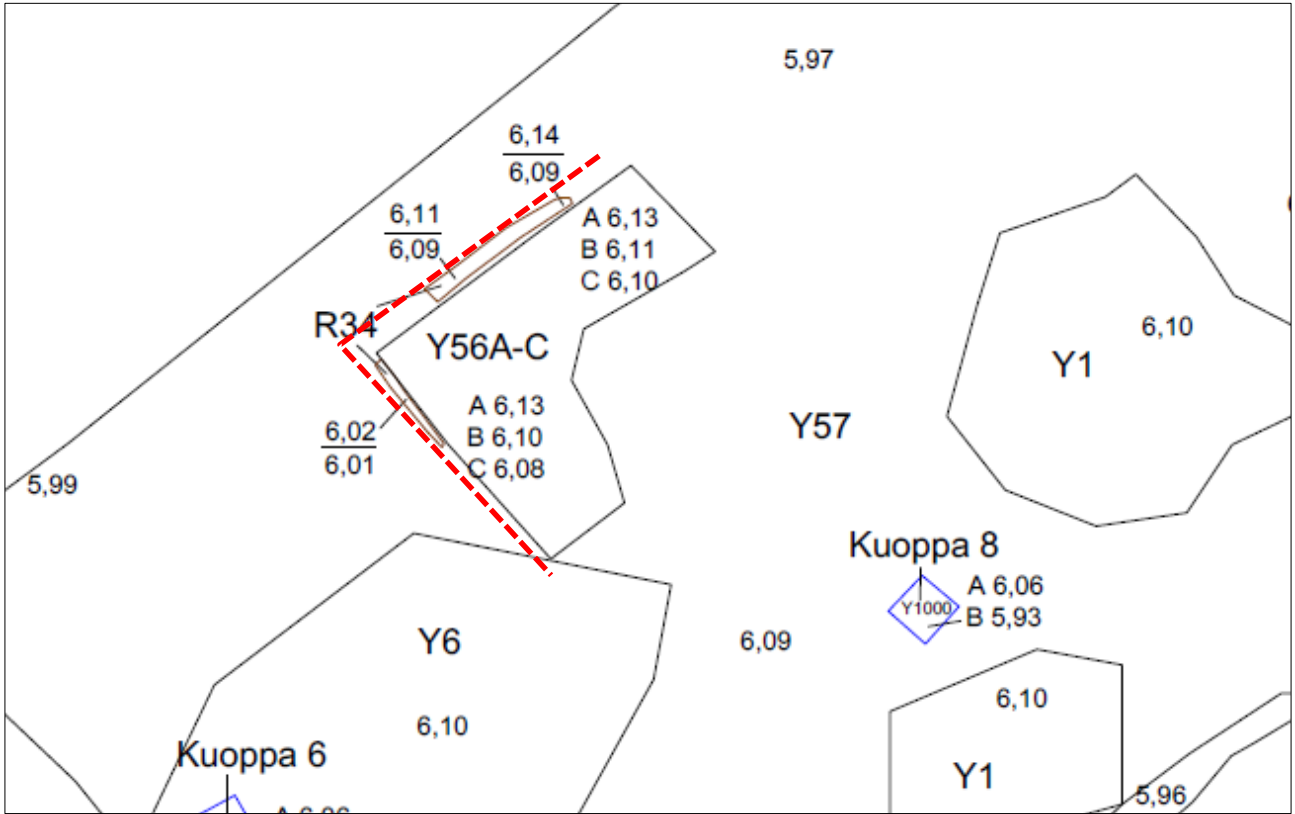 5,97
6,14
6,09
6,11
6,09
A 6,13
B 6,11
C 6,10
R34
Y56A-C
6,10
Y1
A 6,13
B 6,10
C 6,08
Y57
6,02
6,01
5,99
Kuoppa 8
A 6,06
B 5,93
Y1000
Y6
6,09
6,10
6,10
Kuoppa 6
Y1
5,96